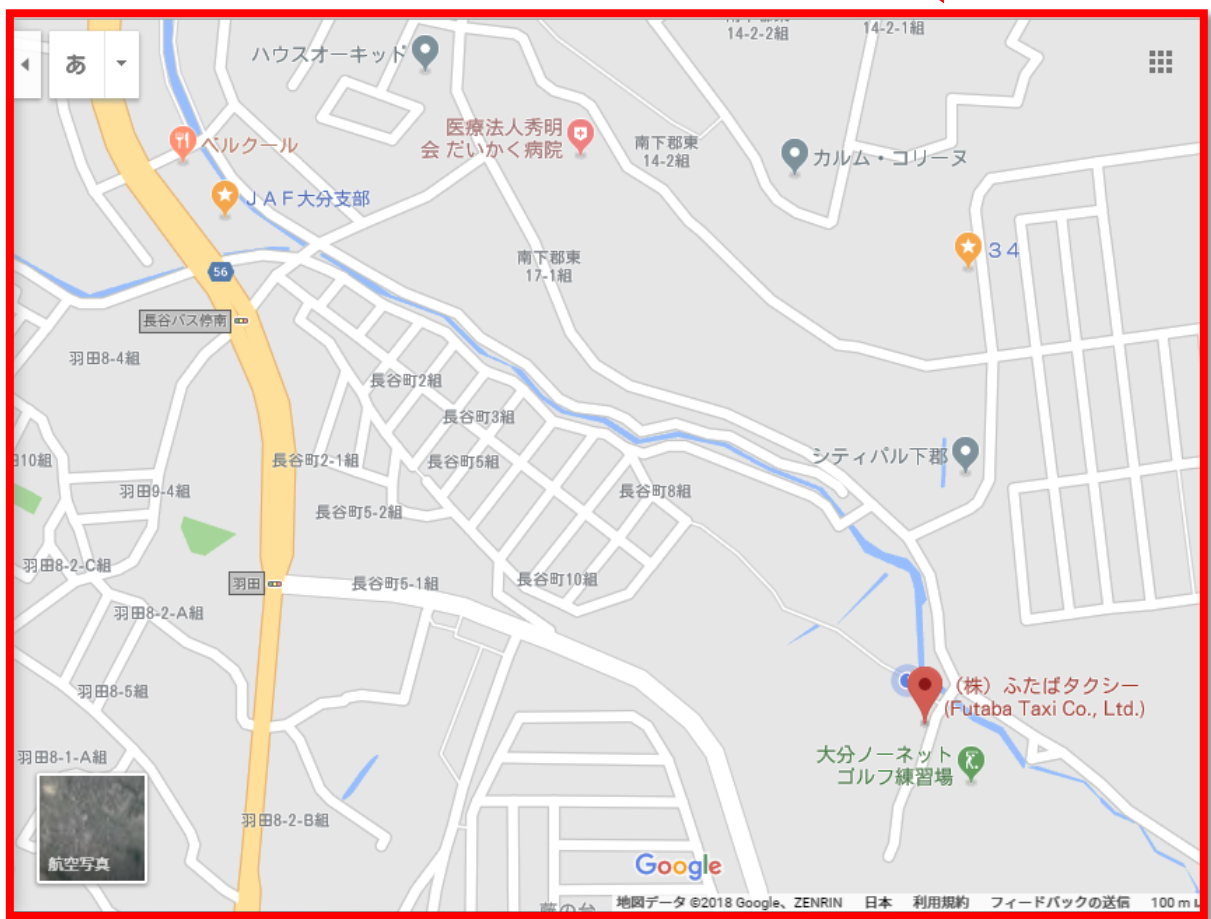 14-2-2組
14-2-1組
あ
ハウスオーキッド
医療法人秀明
会 だいかく病院
南下郡東
14-2組
カルム・コリーヌ
ベルクール
JAF大分支部
34
南下郡東
17-1組
56
長谷バス停南
羽田8-4組
長谷町2組
長谷町3組
シティパル下郡
310組
長谷町2-1組
長谷町5組
羽田9-4組
長谷町8組
長谷町5-2組
羽田8-2-C組
羽田
長谷町5-1組
長谷町10組
羽田8-2-A組
羽田8-5組
(株)ふたばタクシー
(Futaba Taxi Co., Ltd.)
羽田8-1-A組
大分ノーネット
ゴルフ練習場
羽田8-2-B組
航空写真
Google
地図データ ©2018 Google、ZENRIN 日本 利用規約 フィードバックの送信 100 m